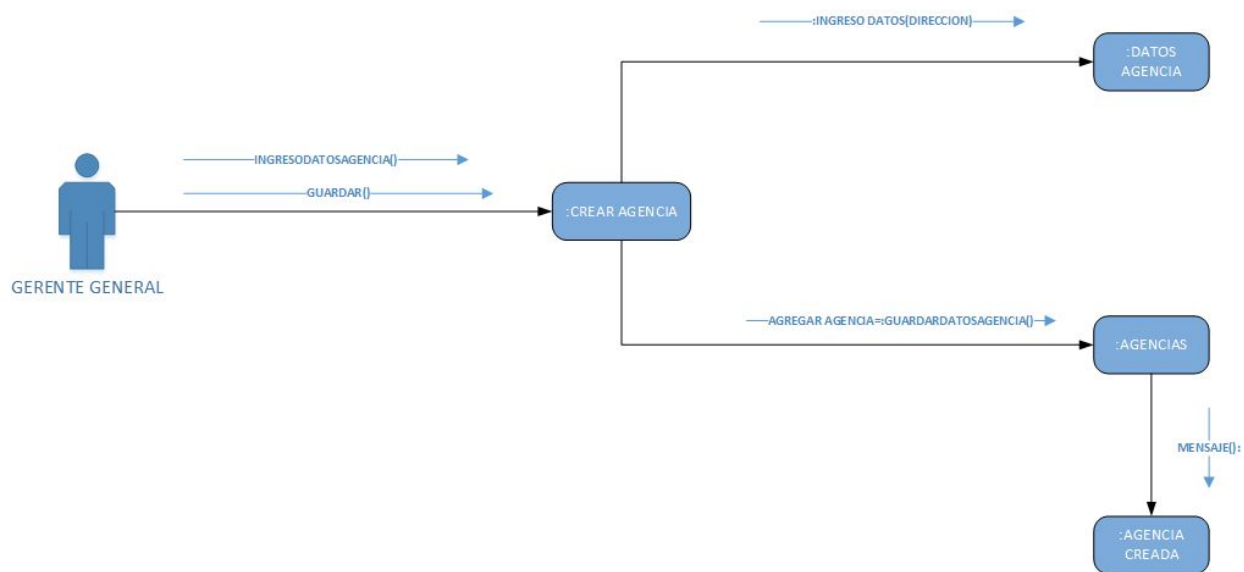 :INGRESO DATOS(DIRECCION)
:DATOS
AGENCIA
INGRESODATOSAGENCIA()
GUARDAR()
:CREAR AGENCIA
GERENTE GENERAL
AGREGAR AGENCIA=:GUARDARDATOSAGENCIA()
:AGENCIAS
MENSAJE():
:AGENCIA
CREADA